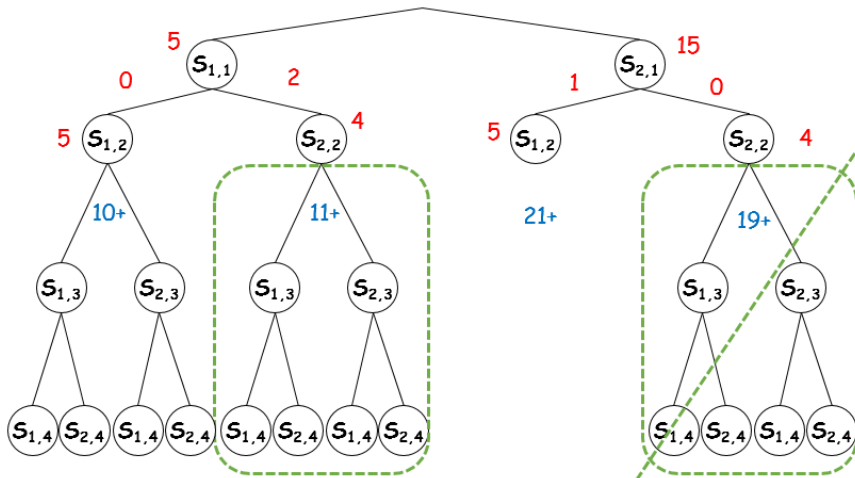 5 S1,1 S2,1 15
0 2 1 0
5 S1,2 S2,2 4 5 S1,2 S2,2 4
10+ 11+ 21+ 19+
S1,3 S2,3 S1,3 S2,3 S1,3 S2,3
S1,4 S2,4 S1,4 S2,4 S1,4 S2,4 S1,4 S2,4 S1,4 S2,4 S1,4 S2,4